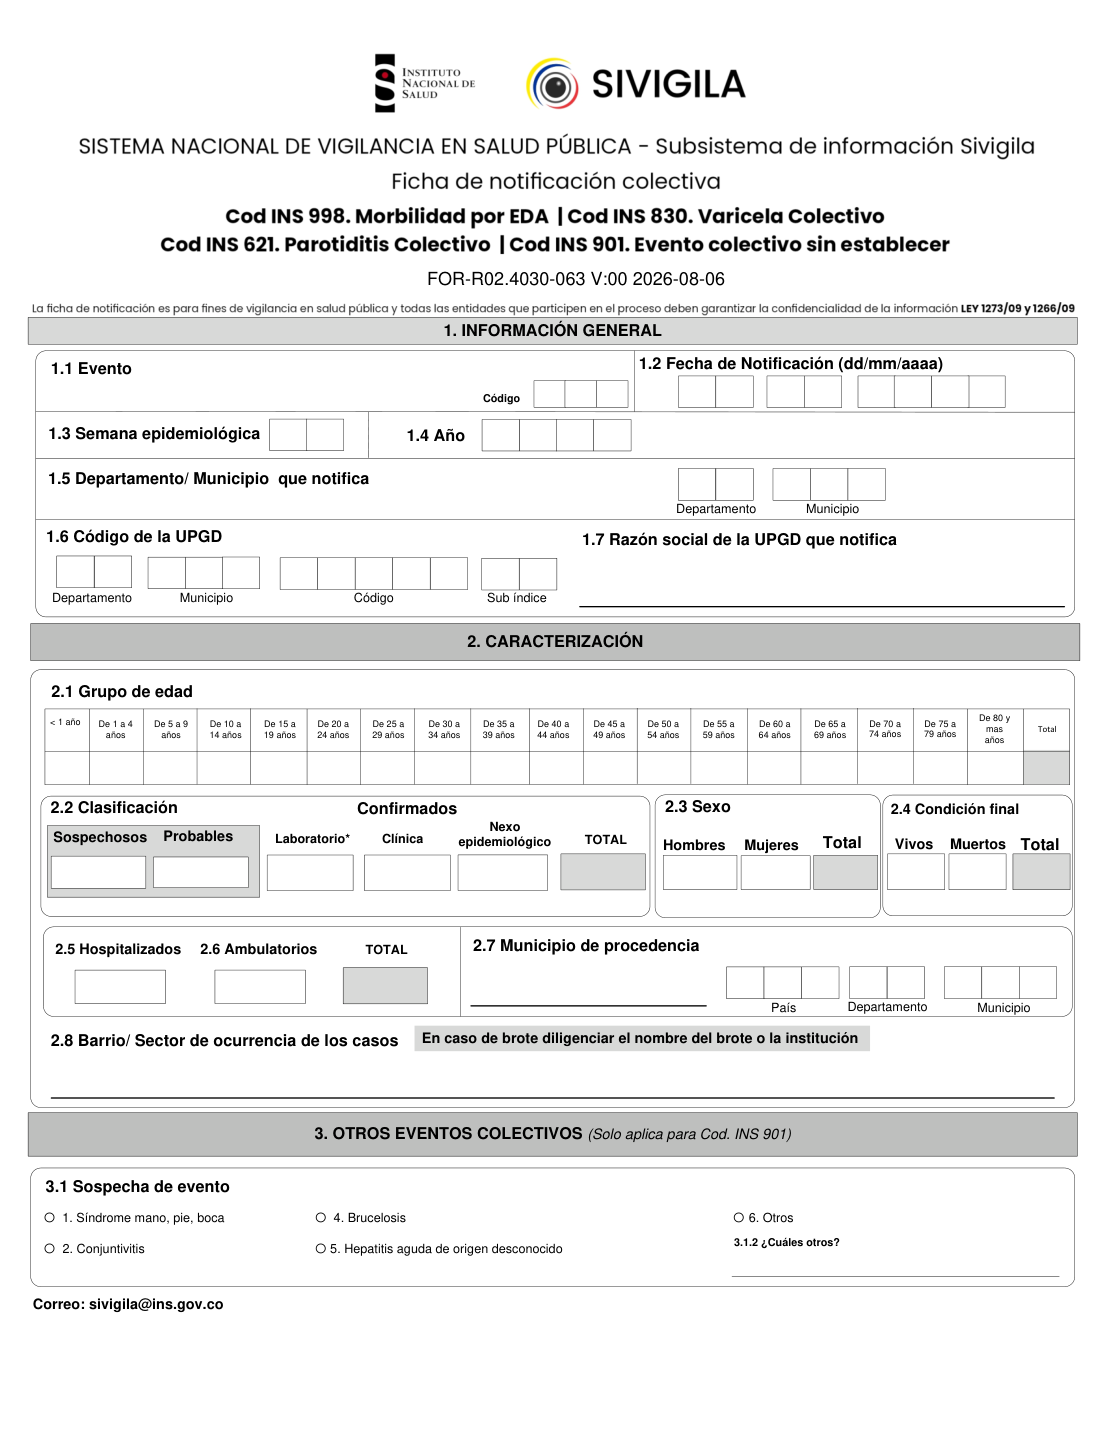 INSTITUTO
NACIONAL DE
SALUD
SIVIGILA
SISTEMA NACIONAL DE VIGILANCIA EN SALUD PÚBLICA - Subsistema de información Sivigila
Ficha de notificación colectiva
Cod INS 998. Morbilidad por EDA | Cod INS 830. Varicela Colectivo
Cod INS 621. Parotiditis Colectivo | Cod INS 901. Evento colectivo sin establecer
FOR-R02.4030-063 V:00 2026-08-06
La ficha de notificación es para fines de vigilancia en salud pública y todas las entidades que participen en el proceso deben garantizar la confidencialidad de la información LEY 1273/09 y 1266/09
1. INFORMACIÓN GENERAL
1.1 Evento
Código
1.2 Fecha de Notificación (dd/mm/aaaa)
1.3 Semana epidemiológica
1.4 Año
1.5 Departamento/ Municipio que notifica
Departamento Municipio
1.6 Código de la UPGD
Departamento Municipio Código Sub índice
1.7 Razón social de la UPGD que notifica
2. CARACTERIZACIÓN
2.1 Grupo de edad
< 1 año
De 1 a 4 años
De 5 a 9 años
De 10 a 14 años
De 15 a 19 años
De 20 a 24 años
De 25 a 29 años
De 30 a 34 años
De 35 a 39 años
De 40 a 44 años
De 45 a 49 años
De 50 a 54 años
De 55 a 59 años
De 60 a 64 años
De 65 a 69 años
De 70 a 74 años
De 75 a 79 años
De 80 y mas años
Total
2.2 Clasificación
Confirmados
Sospechosos Probables
Laboratorio* Clínica
Nexo
epidemiológico
TOTAL
2.3 Sexo
Hombres Mujeres Total
2.4 Condición final
Vivos Muertos Total
2.5 Hospitalizados 2.6 Ambulatorios TOTAL
2.7 Municipio de procedencia
País Departamento Municipio
2.8 Barrio/ Sector de ocurrencia de los casos
En caso de brote diligenciar el nombre del brote o la institución
3. OTROS EVENTOS COLECTIVOS (Solo aplica para Cod. INS 901)
3.1 Sospecha de evento
1. Síndrome mano, pie, boca
4. Brucelosis
6. Otros
2. Conjuntivitis
5. Hepatitis aguda de origen desconocido
3.1.2 ¿Cuáles otros?
Correo: sivigila@ins.gov.co